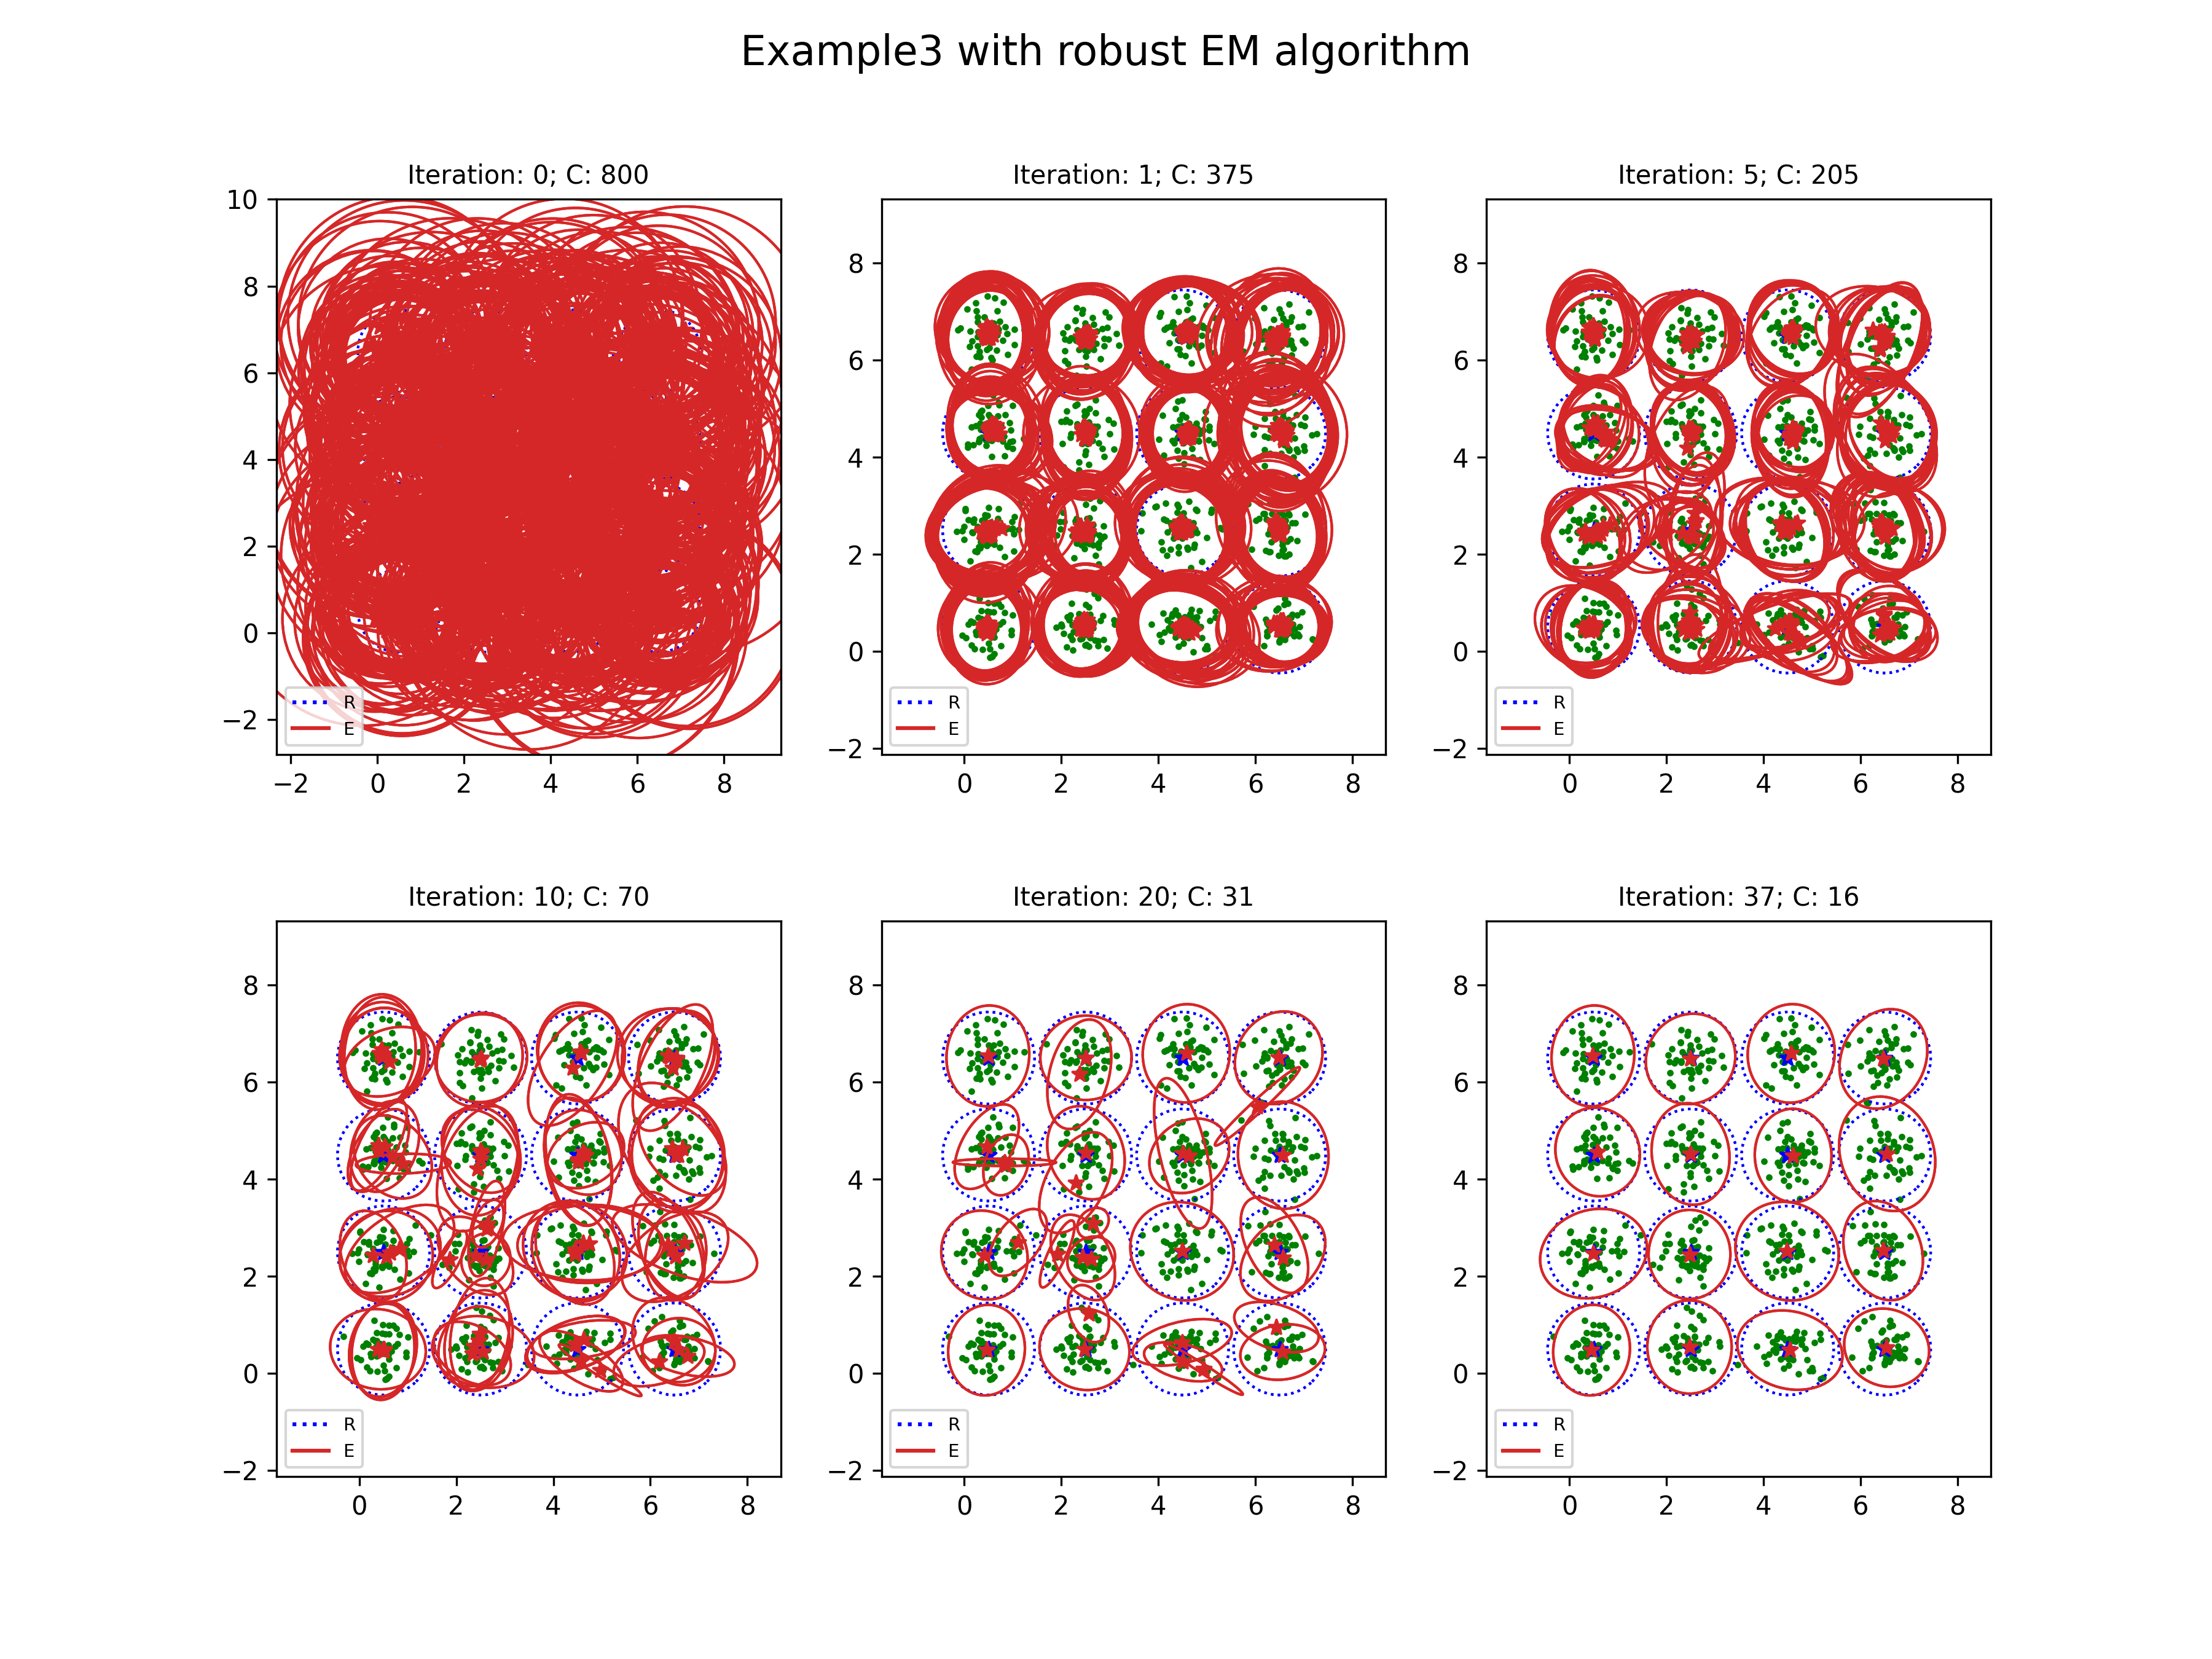 Example3 with robust EM algorithm
Iteration: 0; C: 800
Iteration: 1; C: 375
Iteration: 5; C: 205
10
8
6
4
2
0
−2
−2 0 2 4 6 8
R
E
8
6
4
2
0
−2
0 2 4 6 8
R
E
8
6
4
2
0
−2
0 2 4 6 8
R
E
Iteration: 10; C: 70
Iteration: 20; C: 31
Iteration: 37; C: 16
8
6
4
2
0
−2
0 2 4 6 8
R
E
8
6
4
2
0
−2
0 2 4 6 8
R
E
8
6
4
2
0
−2
0 2 4 6 8
R
E